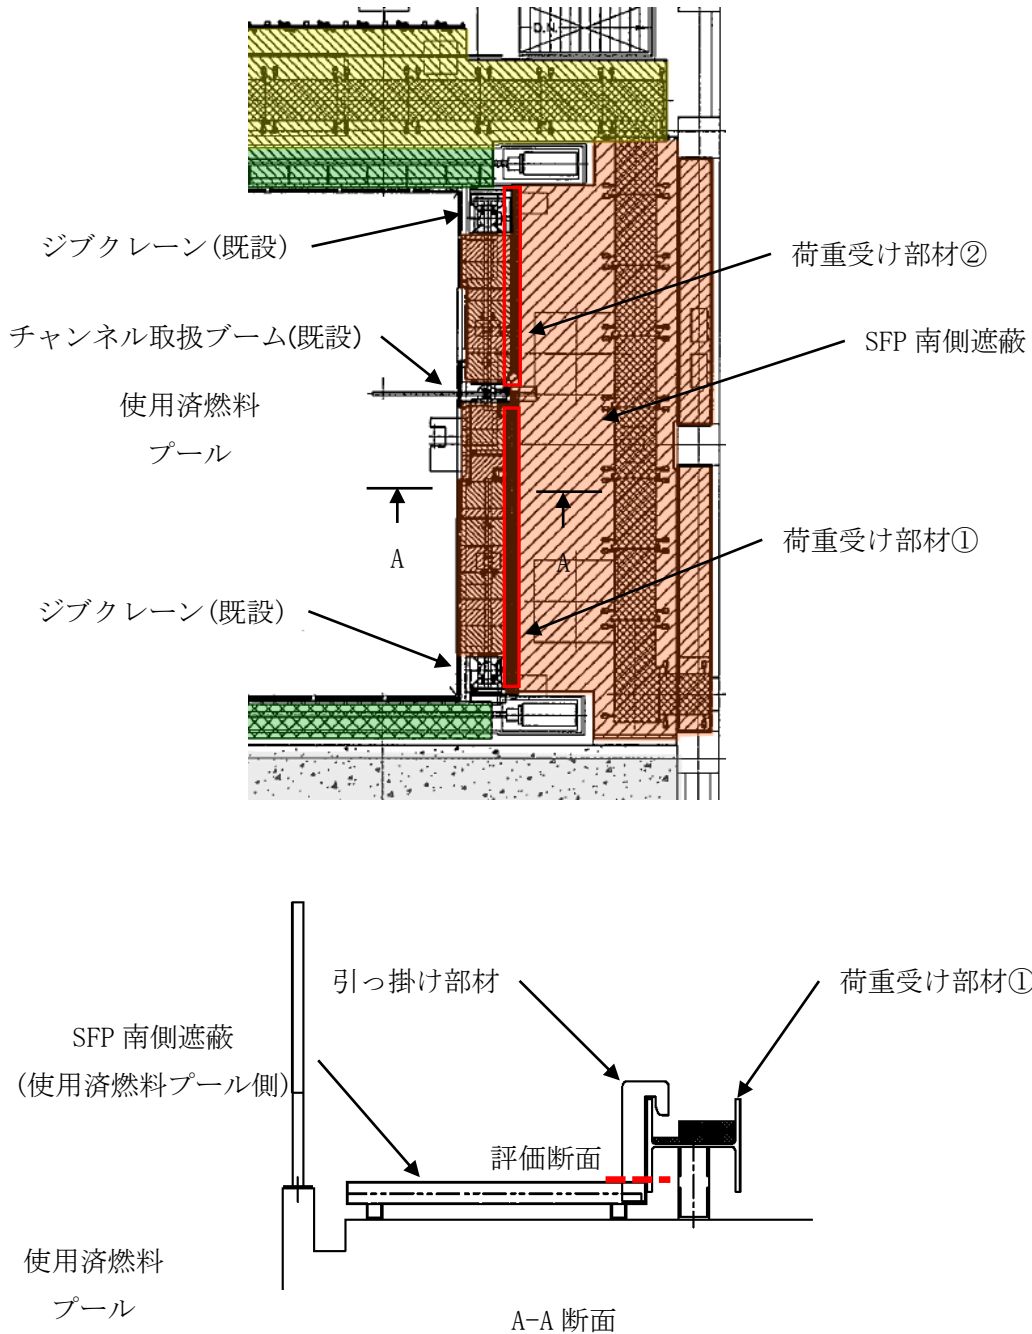 D.N.
ジブクレーン(既設)
荷重受け部材②
チャンネル取扱ブーム(既設)
SFP 南側遮蔽
使用済燃料
プール
A
A
荷重受け部材①
ジブクレーン(既設)
引っ掛け部材
荷重受け部材①
SFP 南側遮蔽
(使用済燃料プール側)
評価断面
使用済燃料
プール
A-A 断面